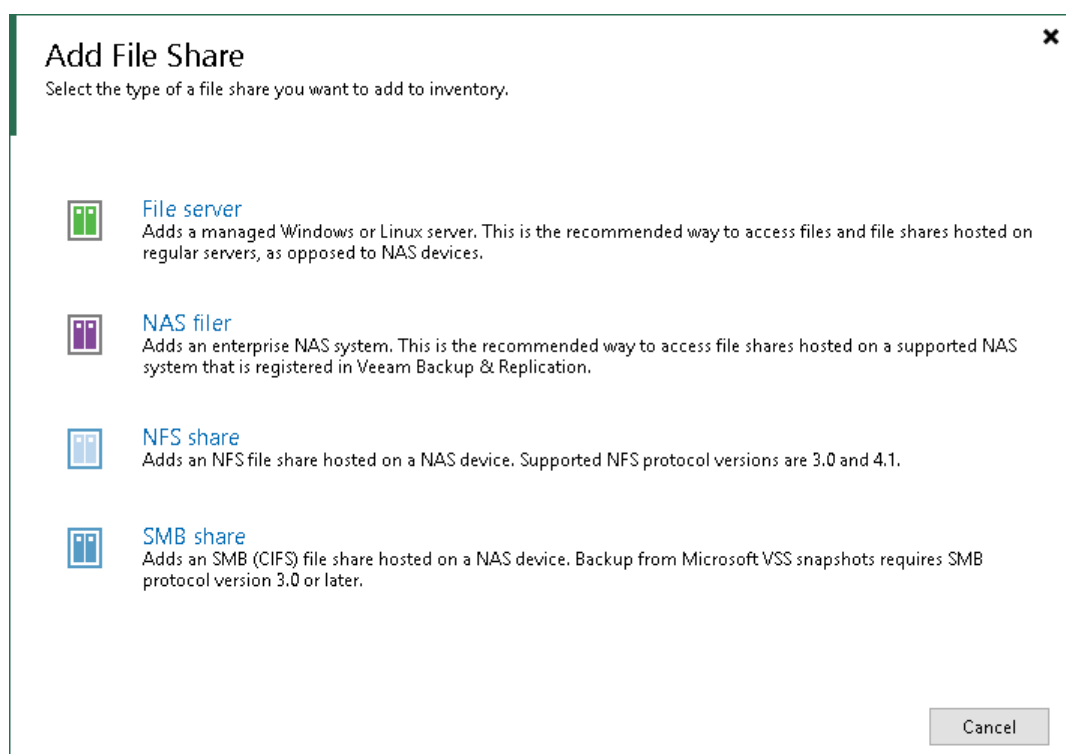 Add File Share
Select the type of a file share you want to add to inventory.
File server
Adds a managed Windows or Linux server. This is the recommended way to access files and file shares hosted on
regular servers, as opposed to NAS devices.
NAS filer
Adds an enterprise NAS system. This is the recommended way to access file shares hosted on a supported NAS
system that is registered in Veeam Backup & Replication.
NFS share
Adds an NFS file share hosted on a NAS device. Supported NFS protocol versions are 3.0 and 4.1.
SMB share
Adds an SMB (CIFS) file share hosted on a NAS device. Backup from Microsoft VSS snapshots requires SMB
protocol version 3.0 or later.
Cancel